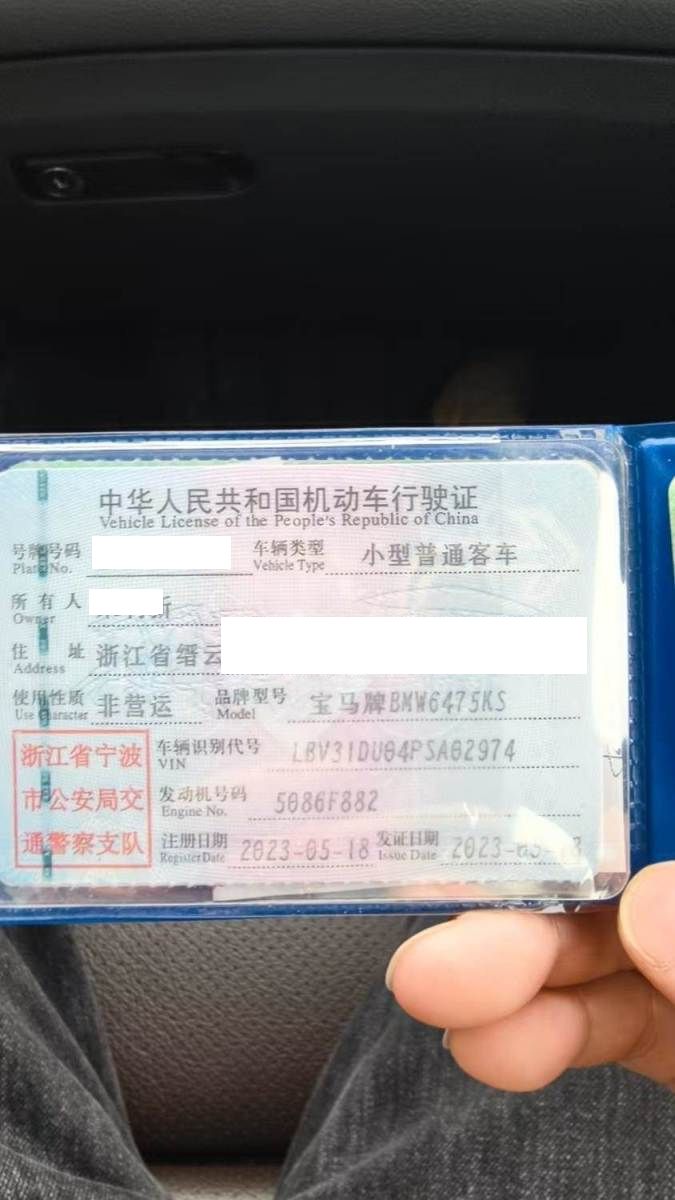 中华人民共和国机动车行驶证
Vehicle License of the People's Republic of China
号牌号码 车辆类型 小型普通客车
Plate No. Vehicle Type
所有人
Owner
住址 浙江省缙云
Address
使用性质 非营运 品牌型号 宝马牌BMW6475KS
Use Character Model
浙江省宁波
市公安局交
通警察支队
车辆识别代号 LBV31DU04PSA62974
VIN
发动机号码 5086F882
Engine No.
注册日期 2023-05-18 发证日期 2023-05-18
Register Date Issue Date